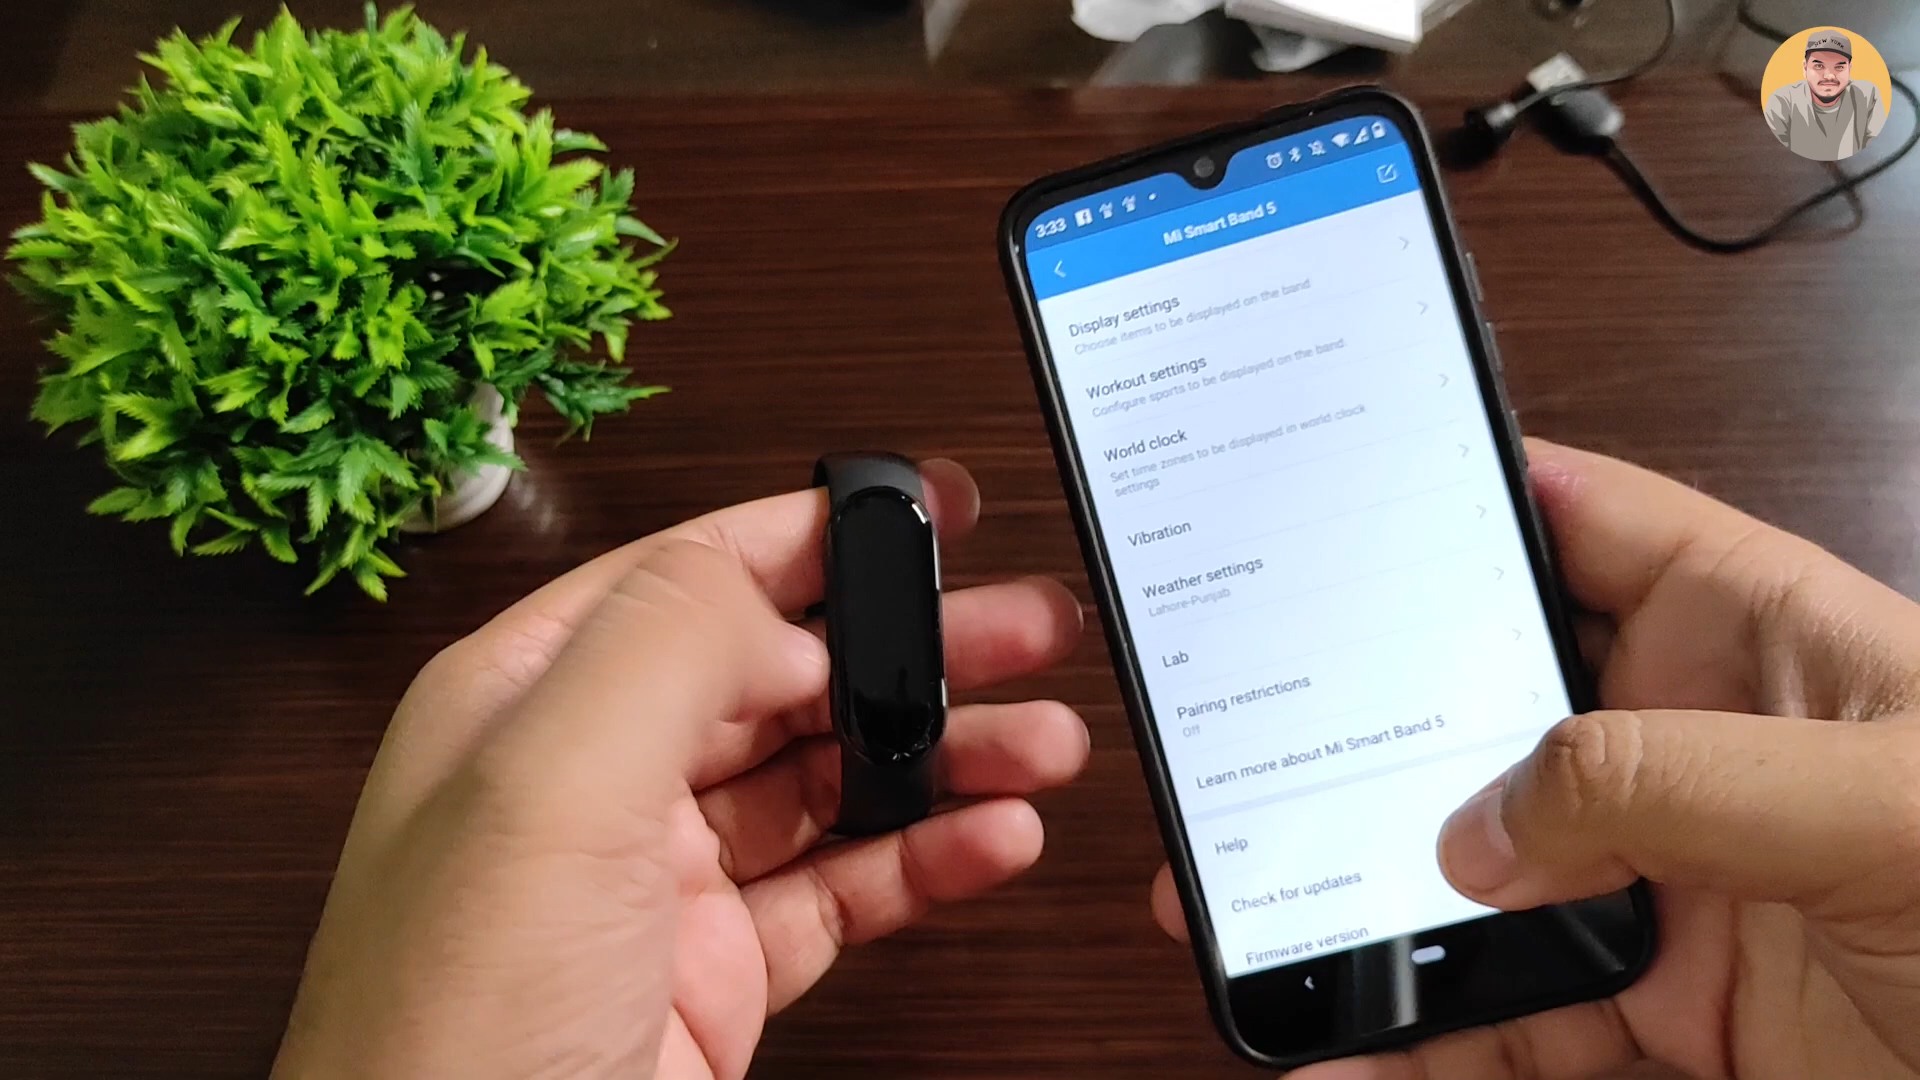 3:33
Mi Smart Band 5
Display settings
Choose items to be displayed on the band
Workout settings
Configure sports to be displayed on the band
World clock
Set time zones to be displayed in world clock
settings
Vibration
Weather settings
Lahore-Punjab
Lab
Pairing restrictions
Off
Learn more about Mi Smart Band 5
Help
Check for updates
Firmware version
NEW YORK